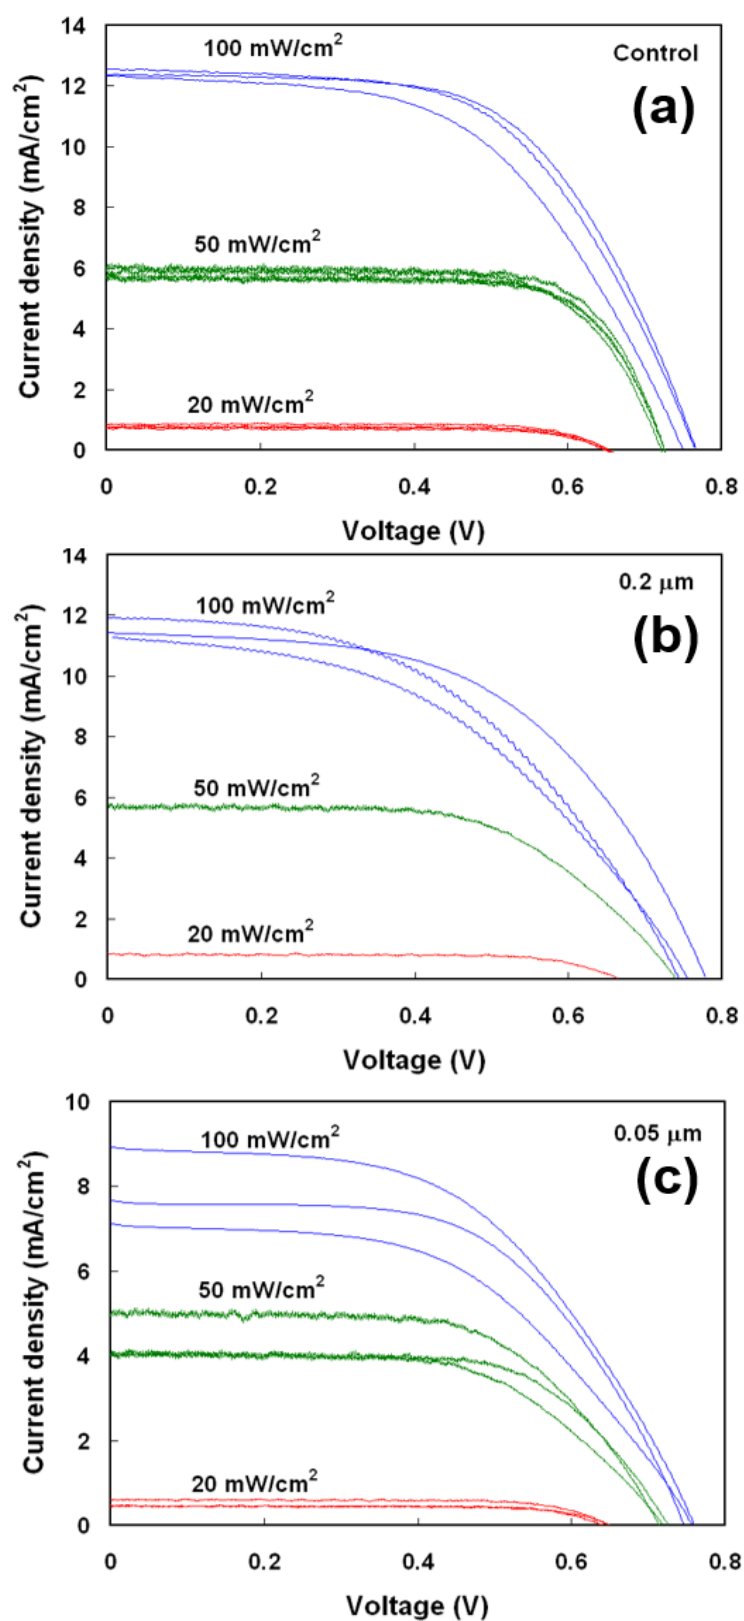 14
100 mW/cm²
Control
12
(a)
10
8
50 mW/cm²
6
4
20 mW/cm²
2
0
0 0.2 0.4 0.6 0.8
Voltage (V)
Current density (mA/cm²)
14
0.2 μm
100 mW/cm²
12
(b)
10
8
50 mW/cm²
6
4
20 mW/cm²
2
0
0 0.2 0.4 0.6 0.8
Voltage (V)
Current density (mA/cm²)
10
100 mW/cm²
0.05 μm
(c)
8
6
50 mW/cm²
4
2
20 mW/cm²
0
0 0.2 0.4 0.6 0.8
Voltage (V)
Current density (mA/cm²)